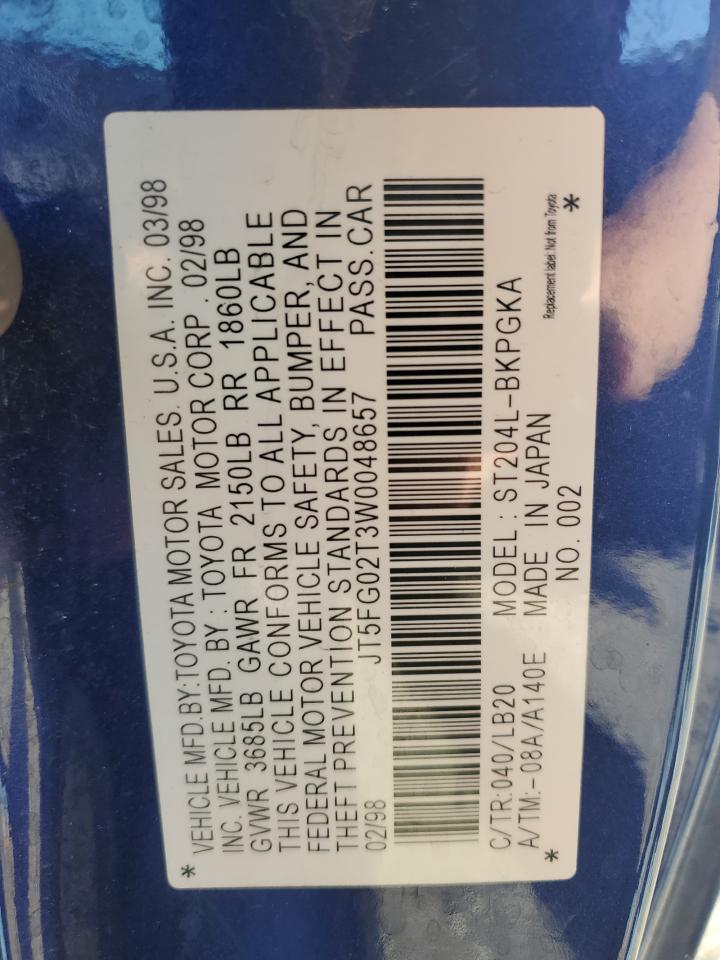 * VEHICLE MFD.BY:TOYOTA MOTOR SALES. U.S.A. INC. 03/98
INC. VEHICLE MFD. BY : TOYOTA MOTOR CORP . 02/98
GVWR 3685LB GAWR FR 2150LB RR 1860LB
THIS VEHICLE CONFORMS TO ALL APPLICABLE
FEDERAL MOTOR VEHICLE SAFETY, BUMPER, AND
THEFT PREVENTION STANDARDS IN EFFECT IN
02/98 JT5FG02T3W0048657 PASS.CAR
C/TR:040/LB20 MODEL : ST204L-BKPGKA
A/TM:-08A/A140E MADE IN JAPAN
Replacement label. Not from Toyota
* NO. 002 *